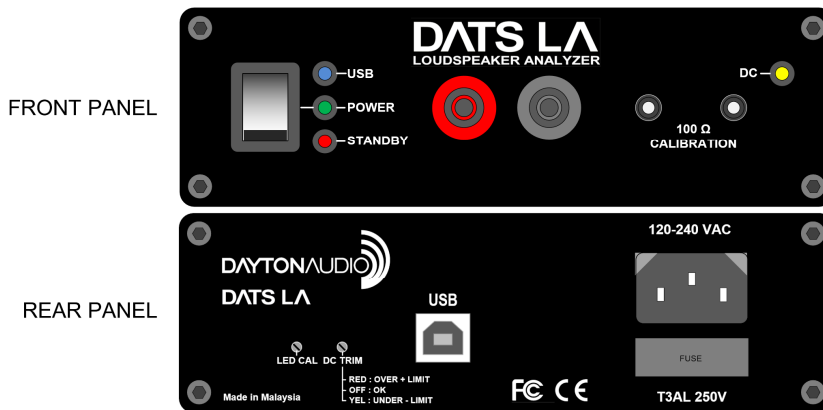 FRONT PANEL
DATS LA
LOUDSPEAKER ANALYZER
USB
POWER
STANDBY
DC
100 Ω
CALIBRATION
REAR PANEL
DAYTON AUDIO
DATS LA
USB
120-240 VAC
LED CAL DC TRIM
RED : OVER + LIMIT
OFF : OK
YEL : UNDER - LIMIT
Made in Malaysia
FC CE
FUSE
T3AL 250V